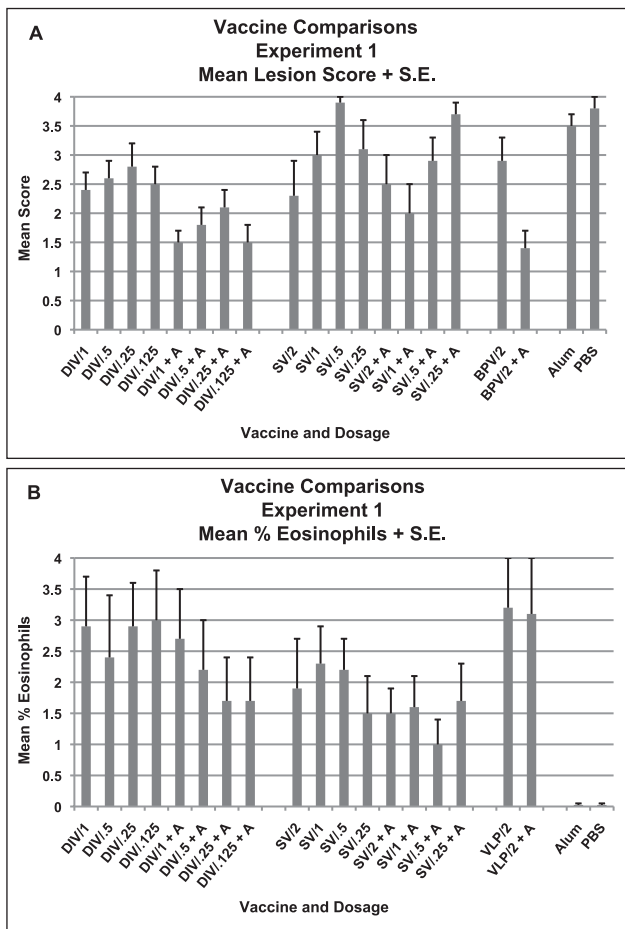 A
Vaccine Comparisons
Experiment 1
Mean Lesion Score + S.E.
4
3.5
3
2.5
2
1.5
1
0.5
0
Mean Score
DIV/1
DIV/.5
DIV/.25
DIV/.125
DIV/1 + A
DIV/.5 + A
DIV/.25 + A
DIV/.125 + A
SV/2
SV/1
SV/.5
SV/.25
SV/2 + A
SV/1 + A
SV/.5 + A
SV/.25 + A
BPV/2
BPV/2 + A
Alum
PBS
Vaccine and Dosage
B
Vaccine Comparisons
Experiment 1
Mean % Eosinophils + S.E.
4
3.5
3
2.5
2
1.5
1
0.5
0
Mean % Eosinophils
DIV/1
DIV/.5
DIV/.25
DIV/.125
DIV/1 + A
DIV/.5 + A
DIV/.25 + A
DIV/.125 + A
SV/2
SV/1
SV/.5
SV/.25
SV/2 + A
SV/1 + A
SV/.5 + A
SV/.25 + A
VLP/2
VLP/2 + A
Alum
PBS
Vaccine and Dosage